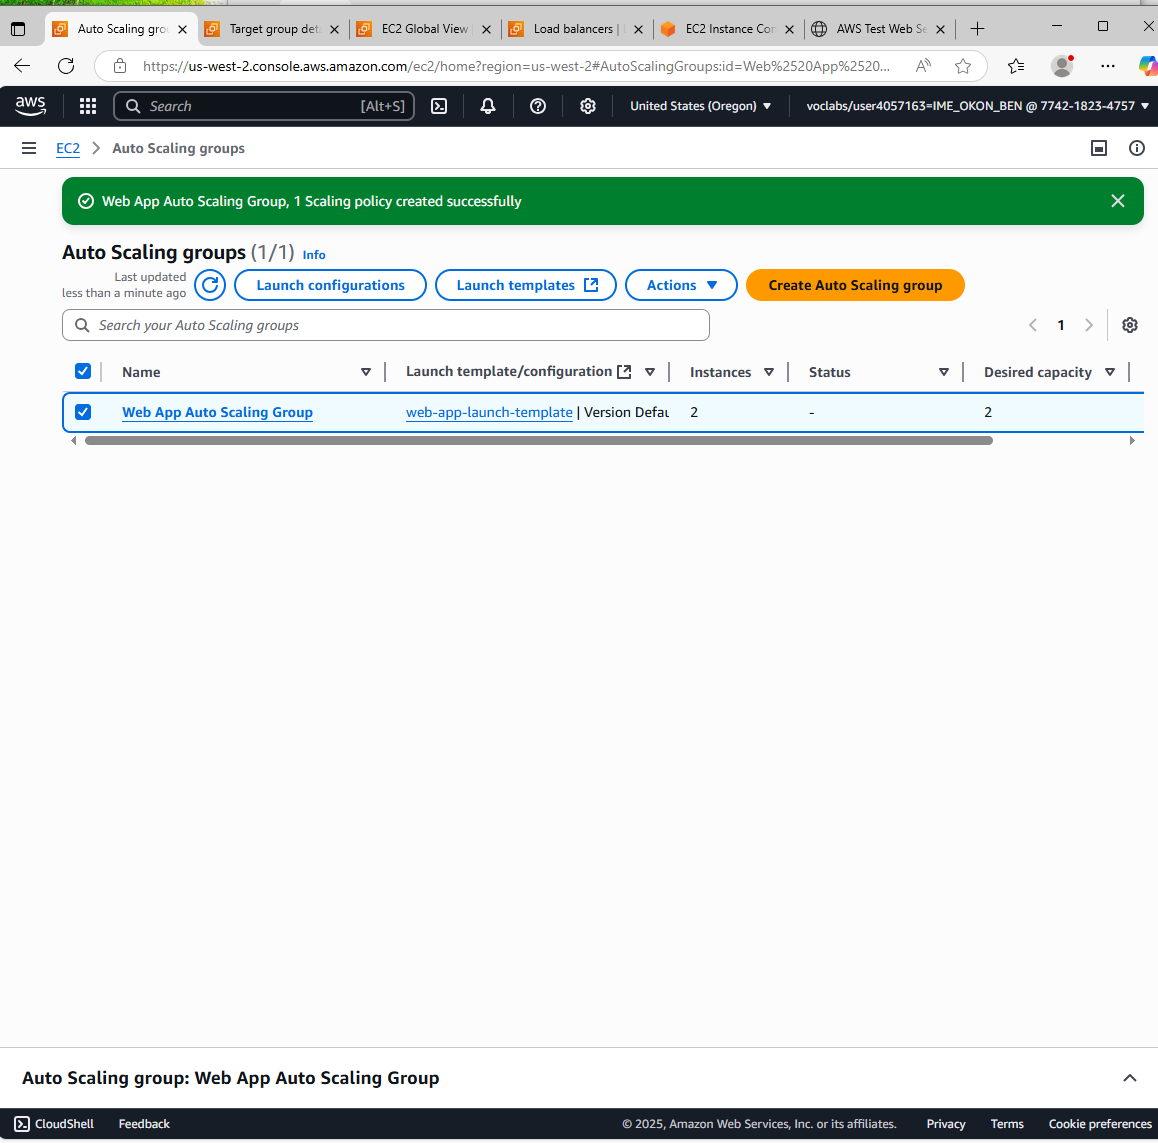 Auto Scaling grou
Target group deta
EC2 Global View
Load balancers |
EC2 Instance Con
AWS Test Web Se
https://us-west-2.console.aws.amazon.com/ec2/home?region=us-west-2#AutoScalingGroups:id=Web%2520App%2520...
aws
Search
[Alt+S]
United States (Oregon)
voclabs/user4057163=IME_OKON_BEN @ 7742-1823-4757
EC2
Auto Scaling groups
Web App Auto Scaling Group, 1 Scaling policy created successfully
Auto Scaling groups (1/1) Info
Last updated
less than a minute ago
Launch configurations
Launch templates
Actions
Create Auto Scaling group
Search your Auto Scaling groups
1
Name
Launch template/configuration
Instances
Status
Desired capacity
Web App Auto Scaling Group
web-app-launch-template | Version Defau
2
-
2
Auto Scaling group: Web App Auto Scaling Group
CloudShell
Feedback
© 2025, Amazon Web Services, Inc. or its affiliates.
Privacy
Terms
Cookie preferences